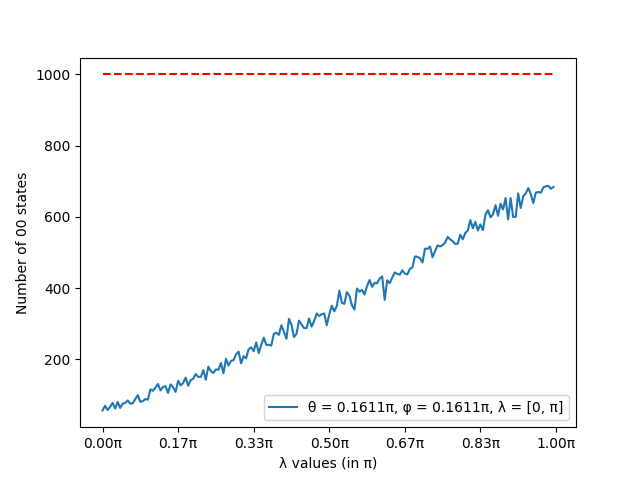 1000
800
600
400
200
Number of 00 states
θ = 0.1611π, φ = 0.1611π, λ = [0, π]
0.00π 0.17π 0.33π 0.50π 0.67π 0.83π 1.00π
λ values (in π)